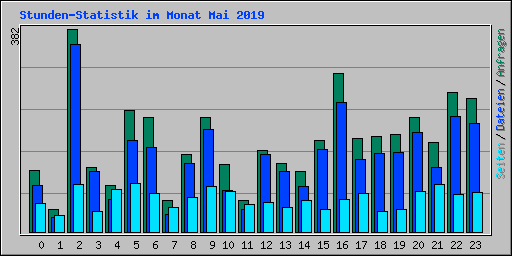 Stunden-Statistik im Monat Mai 2019
382
Seiten / Dateien / Anfragen
0 1 2 3 4 5 6 7 8 9 10 11 12 13 14 15 16 17 18 19 20 21 22 23